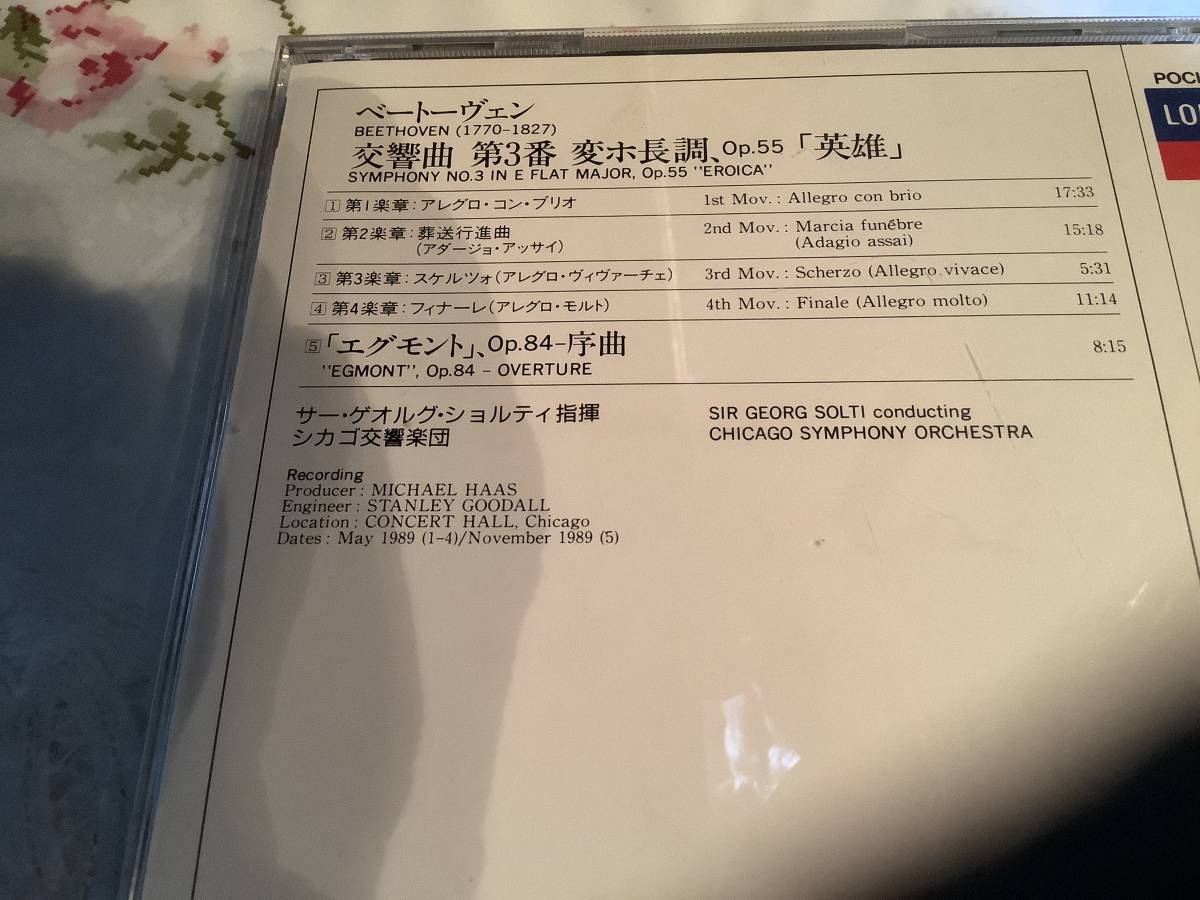 ベートーヴェン
BEETHOVEN (1770-1827)
交響曲 第3番 変ホ長調、Op.55「英雄」
SYMPHONY NO.3 IN E FLAT MAJOR, Op.55 "EROICA"
1 第1楽章:アレグロ・コン・ブリオ 1st Mov. : Allegro con brio 17:33
2 第2楽章:葬送行進曲 2nd Mov. : Marcia funébre 15:18
(アダージョ・アッサイ) (Adagio assai)
3 第3楽章:スケルツォ(アレグロ・ヴィヴァーチェ) 3rd Mov. : Scherzo (Allegro vivace) 5:31
4 第4楽章:フィナーレ(アレグロ・モルト) 4th Mov. : Finale (Allegro molto) 11:14
5「エグモント」、Op.84-序曲 8:15
"EGMONT", Op.84 - OVERTURE
サー・ゲオルグ・ショルティ指揮 SIR GEORG SOLTI conducting
シカゴ交響楽団 CHICAGO SYMPHONY ORCHESTRA
Recording
Producer : MICHAEL HAAS
Engineer : STANLEY GOODALL
Location : CONCERT HALL, Chicago
Dates : May 1989 (1-4)/November 1989 (5)